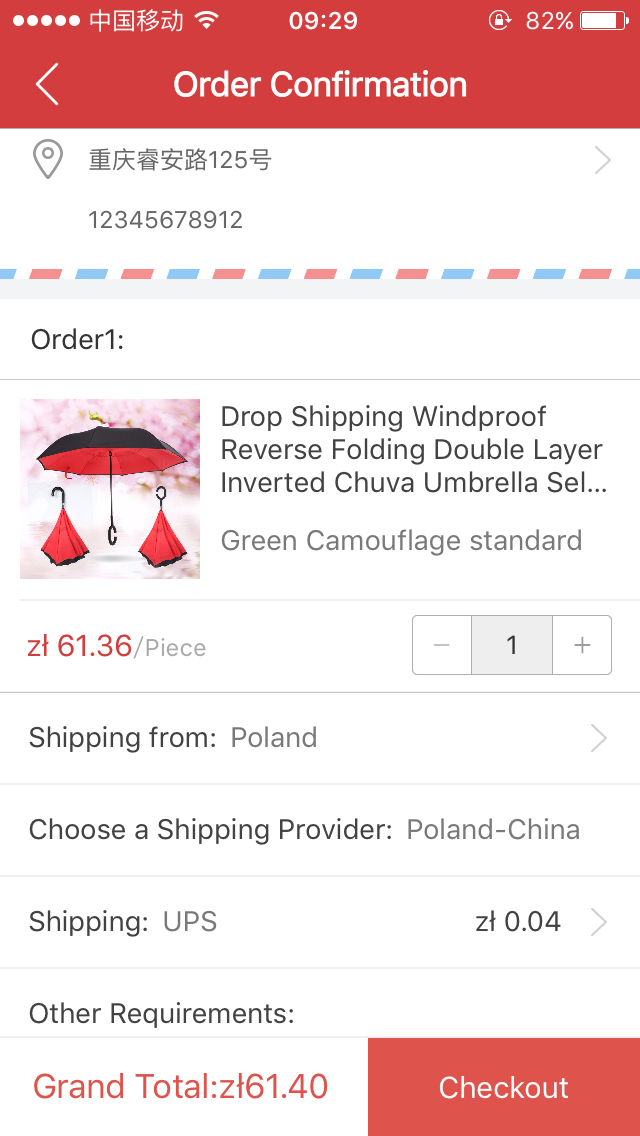 中国移动 09:29 82%
Order Confirmation
重庆睿安路125号
12345678912
Order1:
Drop Shipping Windproof
Reverse Folding Double Layer
Inverted Chuva Umbrella Sel...
Green Camouflage standard
zł 61.36/Piece − 1 +
Shipping from: Poland
Choose a Shipping Provider: Poland-China
Shipping: UPS zł 0.04
Other Requirements:
Grand Total:zł61.40 Checkout